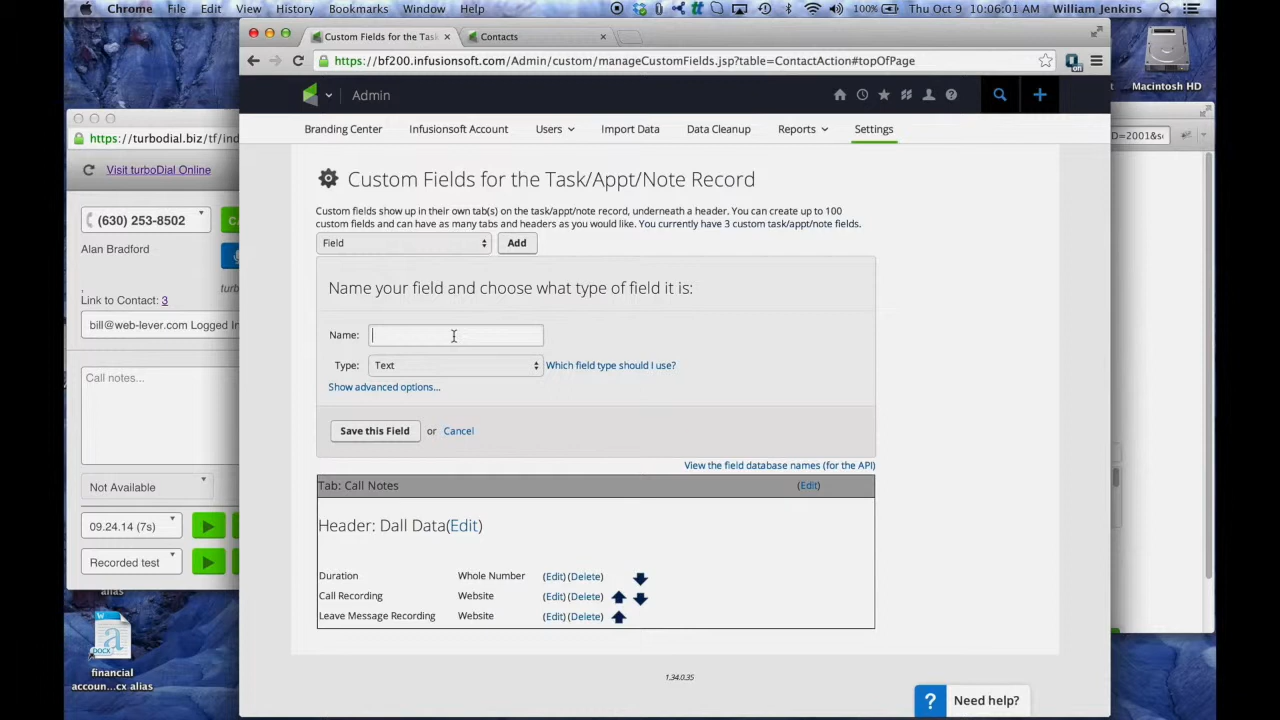 Chrome File Edit View History Bookmarks Window Help 100% Thu Oct 9 10:06:01 AM William Jenkins
Custom Fields for the Task
Contacts
https://bf200.infusionsoft.com/Admin/custom/manageCustomFields.jsp?table=ContactAction#topOfPage
on
Macintosh HD
Admin
https://turbodial.biz/tf/ind
D=2001&s
Branding Center Infusionsoft Account Users Import Data Data Cleanup Reports Settings
Visit turboDial Online
Custom Fields for the Task/Appt/Note Record
Custom fields show up in their own tab(s) on the task/appt/note record, underneath a header. You can create up to 100
custom fields and can have as many tabs and headers as you would like. You currently have 3 custom task/appt/note fields.
(630) 253-8502
Field Add
Alan Bradford
,
turb
Link to Contact: 3
bill@web-lever.com Logged In
Name your field and choose what type of field it is:
Name:
Type: Text Which field type should I use?
Show advanced options...
Call notes...
Save this Field or Cancel
View the field database names (for the API)
Tab: Call Notes (Edit)
Not Available
Header: Dall Data(Edit)
09.24.14 (7s)
Recorded test
Duration Whole Number (Edit) (Delete)
Call Recording Website (Edit) (Delete)
Leave Message Recording Website (Edit) (Delete)
alias
W
DOCX
financial
accoun...cx alias
1.34.0.35
? Need help?